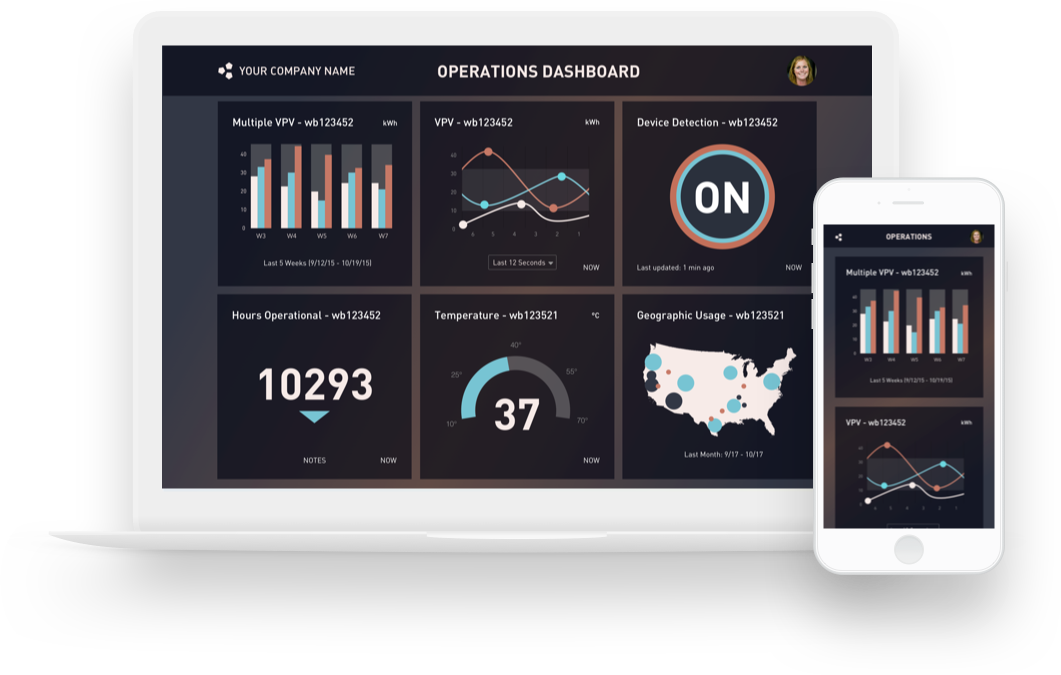 YOUR COMPANY NAME
OPERATIONS DASHBOARD
Multiple VPV - wb123452 kWh
40
30
20
10
0
W3 W4 W5 W6 W7
Last 5 Weeks (9/12/15 - 10/19/15)
VPV - wb123452 kWh
40
30
20
10
0
6 5 4 3 2 1
Last 12 Seconds
NOW
Device Detection - wb123452
ON
Last updated: 1 min ago NOW
Hours Operational - wb123452
10293
NOTES NOW
Temperature - wb123521 °C
10°
25°
40°
55°
70°
37
NOW
Geographic Usage - wb123521
Last Month: 9/17 - 10/17
OPERATIONS
Multiple VPV - wb123452 kWh
40
30
20
10
0
W3 W4 W5 W6 W7
Last 5 Weeks (9/12/15 - 10/19/15)
VPV - wb123452 kWh